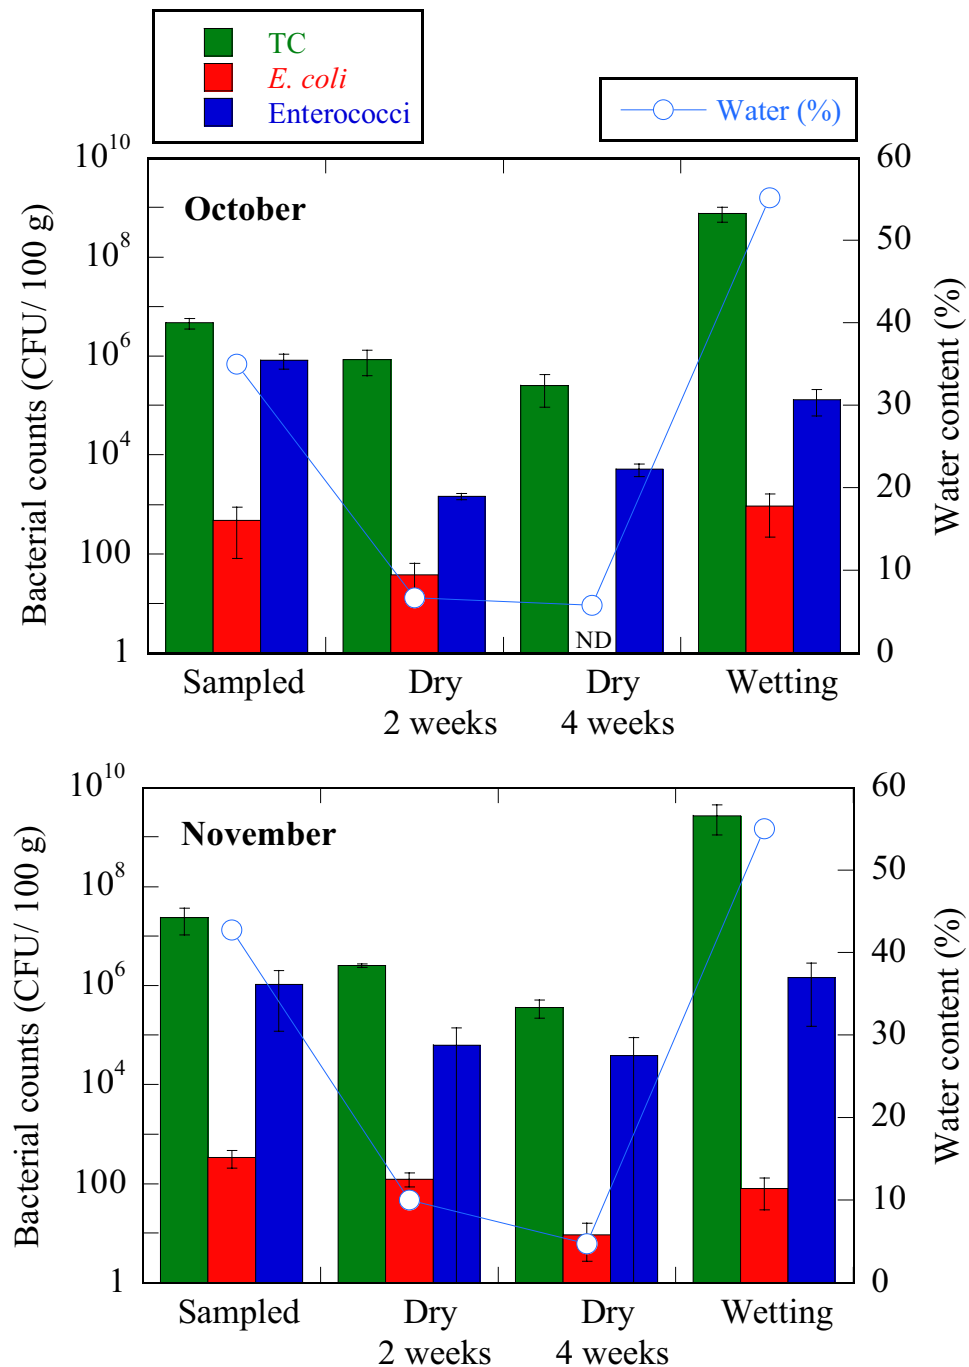 TC
E. coli
Enterococci
Water (%)
October
Bacterial counts (CFU/ 100 g)
10^10
10^8
10^6
10^4
100
1
60
50
40
30
20
10
0
Water content (%)
ND
Sampled Dry Dry Wetting
2 weeks 4 weeks
November
Bacterial counts (CFU/ 100 g)
10^10
10^8
10^6
10^4
100
1
60
50
40
30
20
10
0
Water content (%)
Sampled Dry Dry Wetting
2 weeks 4 weeks